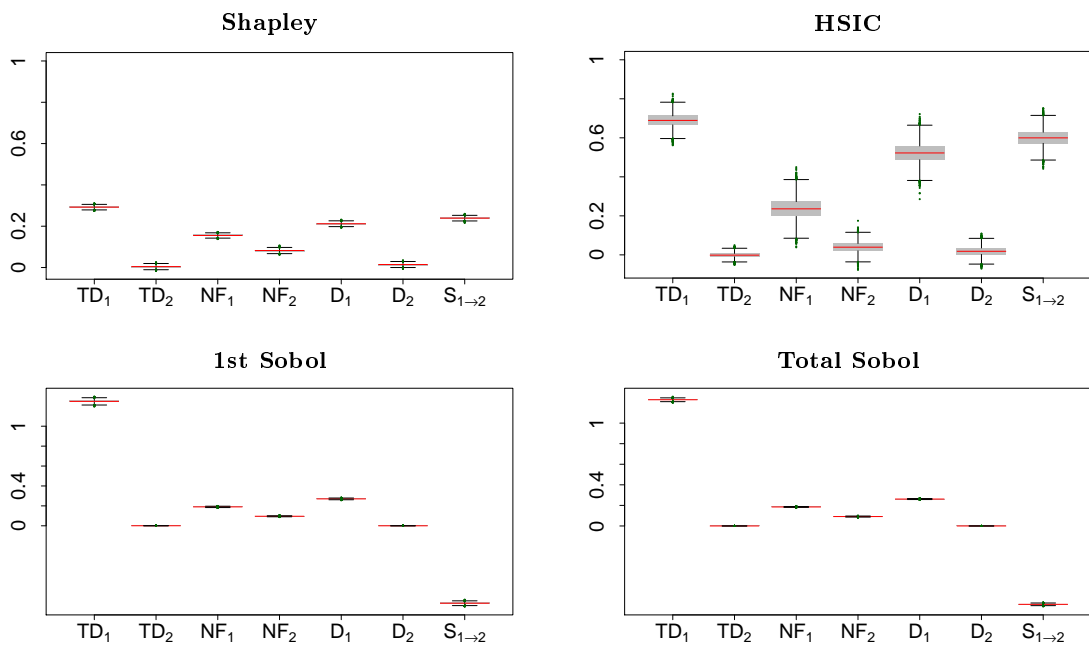 Shapley
1
0.6
0.2
0
TD₁ TD₂ NF₁ NF₂ D₁ D₂ S₁→₂
HSIC
1
0.6
0.2
0
TD₁ TD₂ NF₁ NF₂ D₁ D₂ S₁→₂
1st Sobol
1
0.4
0
TD₁ TD₂ NF₁ NF₂ D₁ D₂ S₁→₂
Total Sobol
1
0.4
0
TD₁ TD₂ NF₁ NF₂ D₁ D₂ S₁→₂